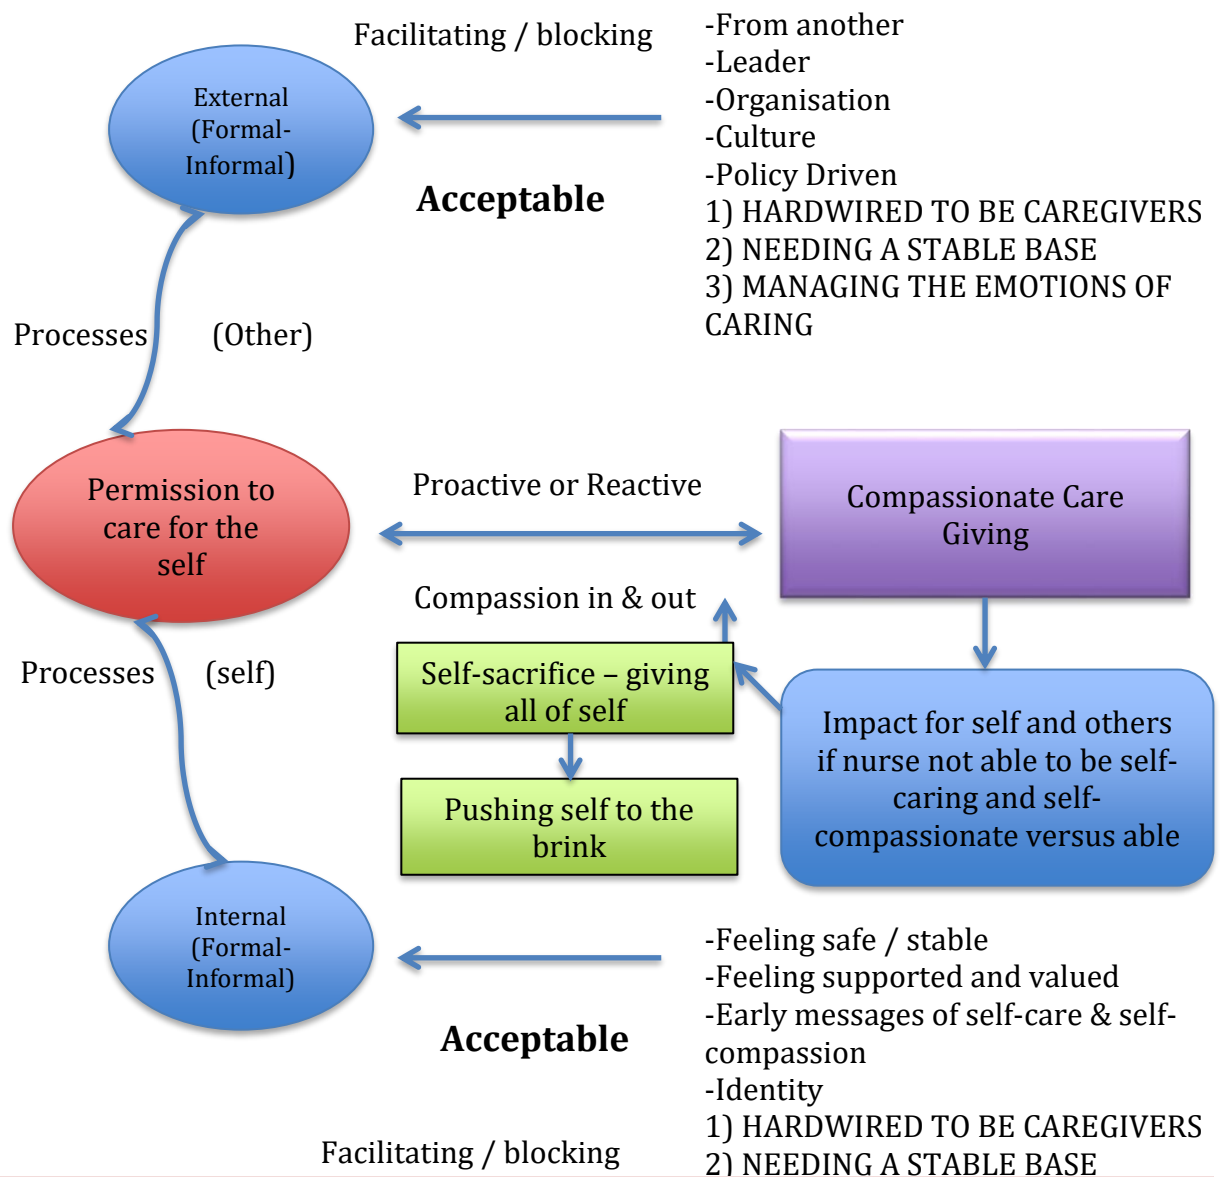 Facilitating / blocking
External
(Formal-
Informal)
-From another
-Leader
-Organisation
-Culture
-Policy Driven
1) HARDWIRED TO BE CAREGIVERS
2) NEEDING A STABLE BASE
3) MANAGING THE EMOTIONS OF
CARING
Acceptable
Processes
(Other)
Permission to
care for the
self
Proactive or Reactive
Compassionate Care
Giving
Compassion in & out
Processes
(self)
Self-sacrifice – giving
all of self
Pushing self to the
brink
Impact for self and others
if nurse not able to be self-
caring and self-
compassionate versus able
Internal
(Formal-
Informal)
-Feeling safe / stable
-Feeling supported and valued
-Early messages of self-care & self-
compassion
-Identity
1) HARDWIRED TO BE CAREGIVERS
2) NEEDING A STABLE BASE
Acceptable
Facilitating / blocking